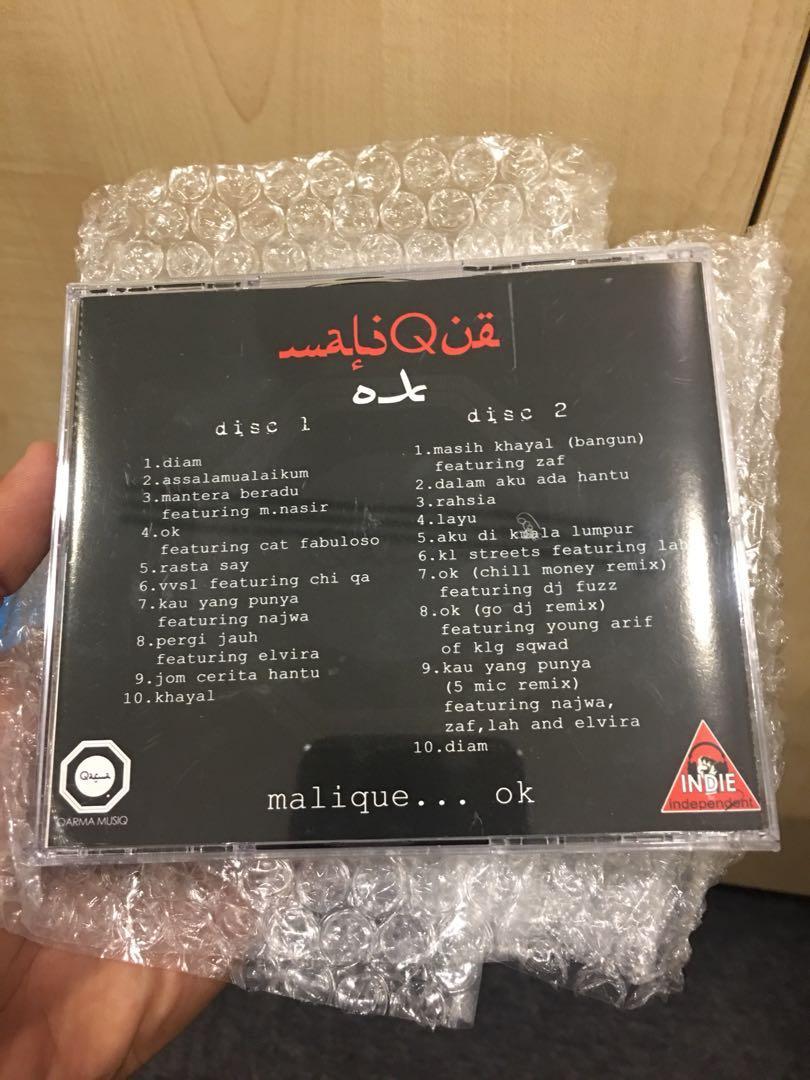 maliQue
ok
disc 1
1.diam
2.assalamualaikum
3.mantera beradu
featuring m.nasir
4.ok
featuring cat fabuloso
5.rasta say
6.vvsl featuring chi qa
7.kau yang punya
featuring najwa
8.pergi jauh
featuring elvira
9.jom cerita hantu
10.khayal
disc 2
1.masih khayal (bangun)
featuring zaf
2.dalam aku ada hantu
3.rahsia
4.layu
5.aku di kuala lumpur
6.kl streets featuring lah
7.ok (chill money remix)
featuring dj fuzz
8.ok (go dj remix)
featuring young arif
of klg sqwad
9.kau yang punya
(5 mic remix)
featuring najwa,
zaf,lah and elvira
10.diam
malique... ok
Qarma
QARMA MUSIQ
INDIE
independent